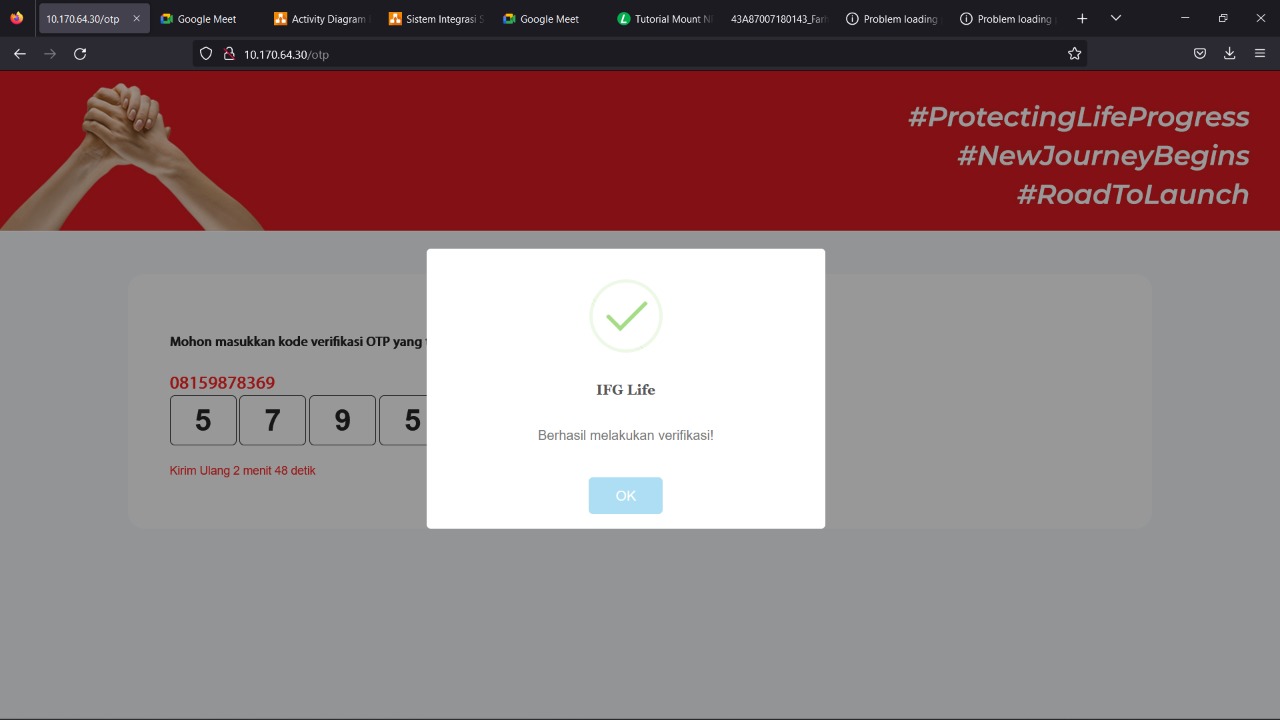 10.170.64.30/otp
Google Meet
Activity Diagram
Sistem Integrasi S
Google Meet
Tutorial Mount NF
Problem loading
Problem loading
10.170.64.30/otp
#ProtectingLifeProgress
#NewJourneyBegins
#RoadToLaunch
Mohon masukkan kode verifikasi OTP yang
08159878369
5 7 9 5
Kirim Ulang 2 menit 48 detik
IFG Life
Berhasil melakukan verifikasi!
OK